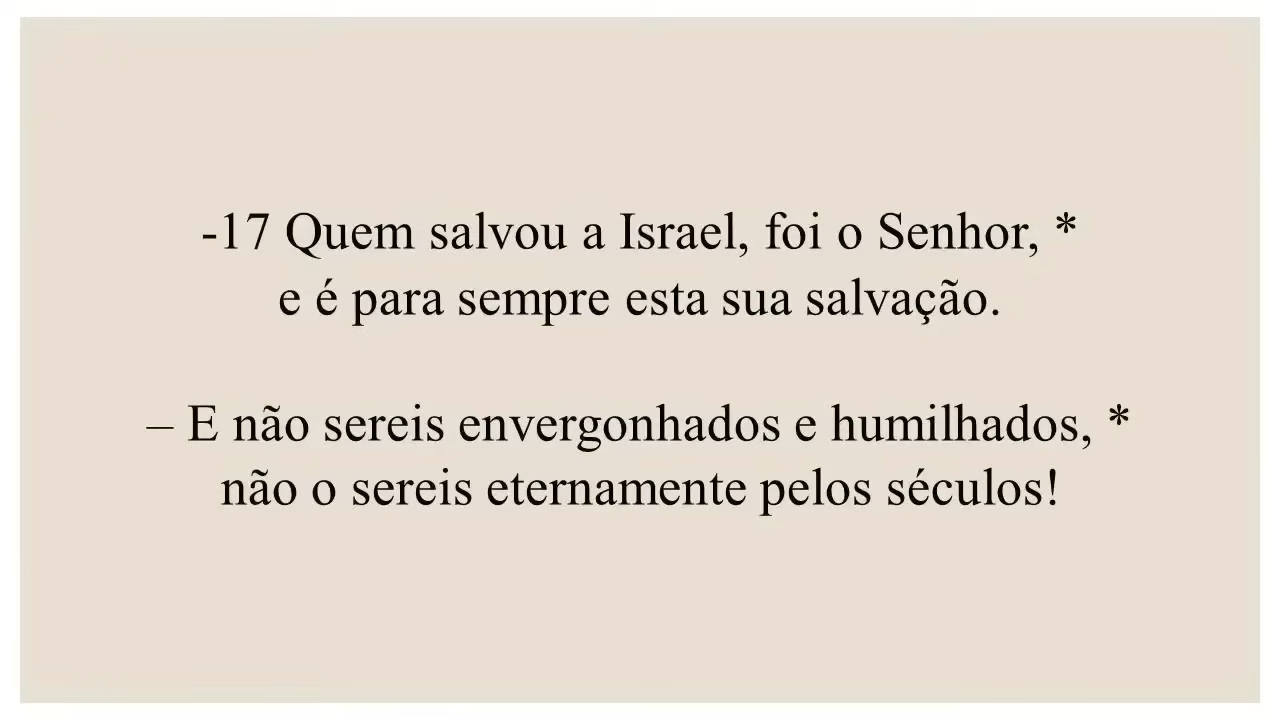 -17 Quem salvou a Israel, foi o Senhor, *
e é para sempre esta sua salvação.
– E não sereis envergonhados e humilhados, *
não o sereis eternamente pelos séculos!